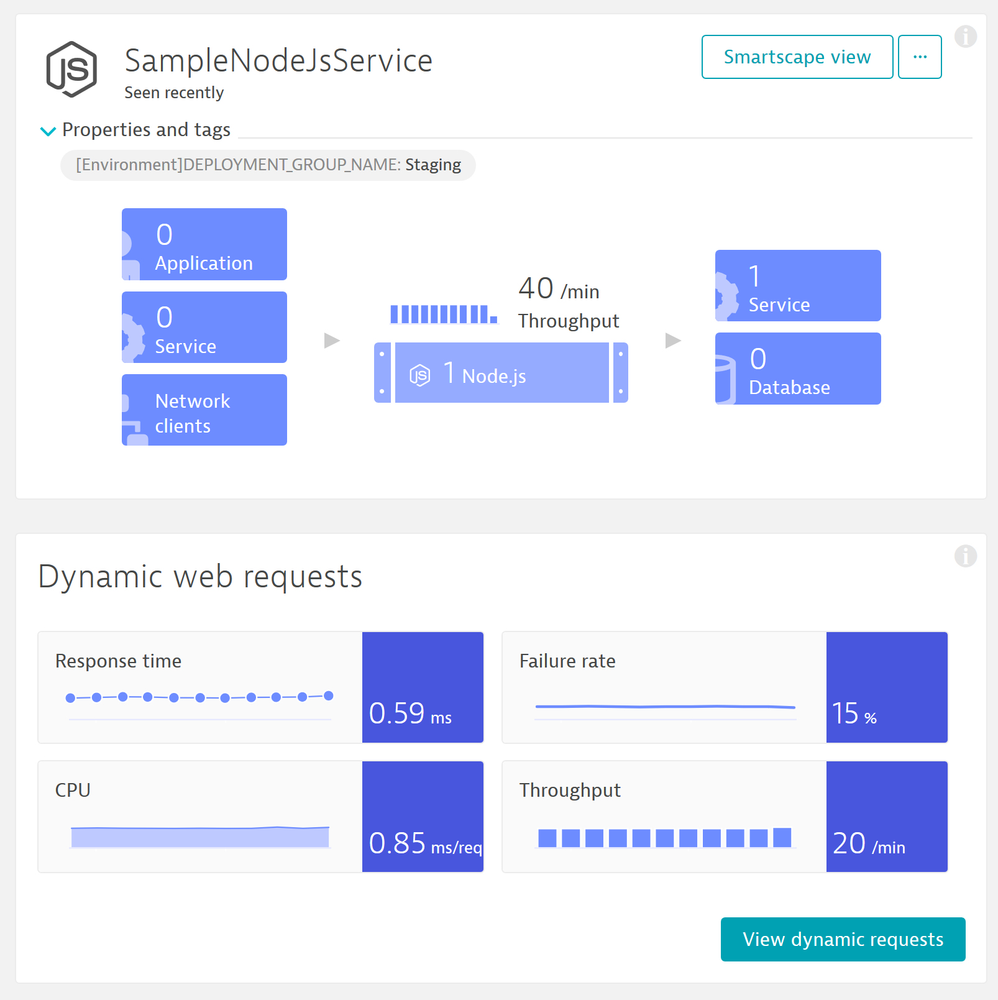 JS
SampleNodeJsService
Seen recently
Smartscape view
...
i
Properties and tags
[Environment]DEPLOYMENT_GROUP_NAME: Staging
0
Application
0
Service
Network
clients
40 /min
Throughput
JS 1 Node.js
1
Service
0
Database
Dynamic web requests
i
Response time
0.59 ms
Failure rate
15 %
CPU
0.85 ms/req
Throughput
20 /min
View dynamic requests